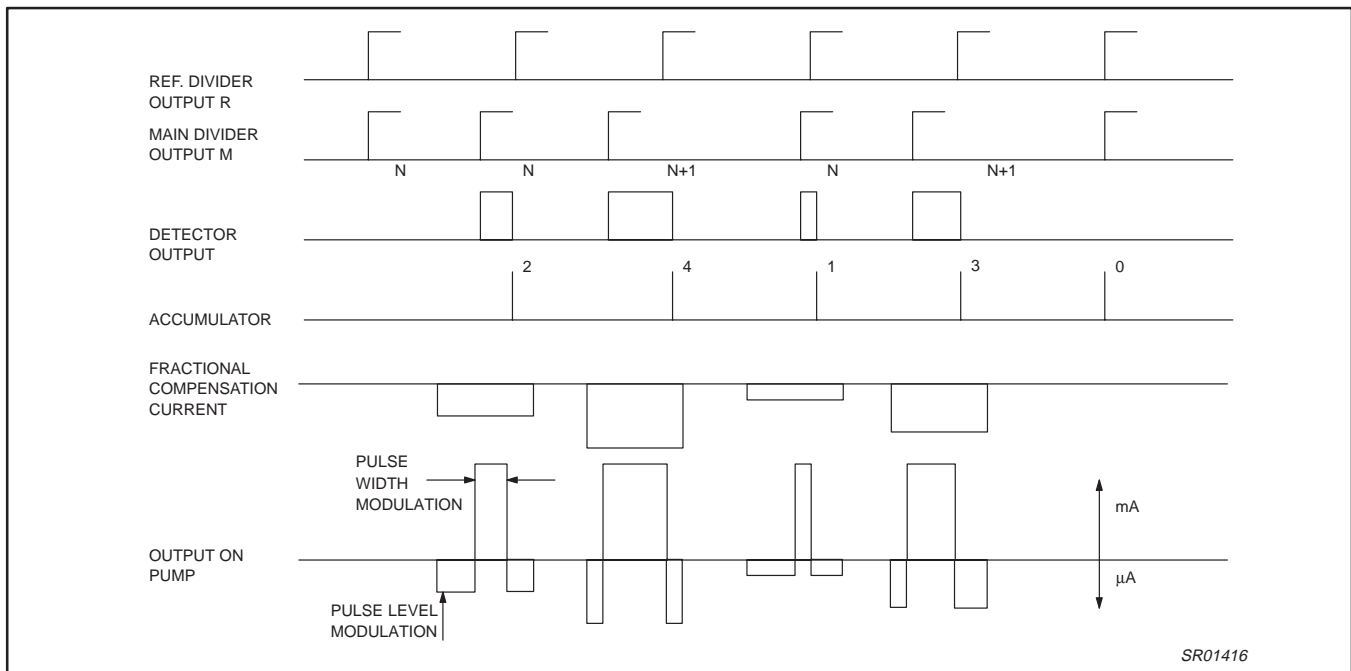 REF. DIVIDER
OUTPUT R
MAIN DIVIDER
OUTPUT M
N
N
N+1
N
N+1
DETECTOR
OUTPUT
2
4
1
3
0
ACCUMULATOR
FRACTIONAL
COMPENSATION
CURRENT
PULSE
WIDTH
MODULATION
mA
OUTPUT ON
PUMP
µA
PULSE LEVEL
MODULATION
SR01416